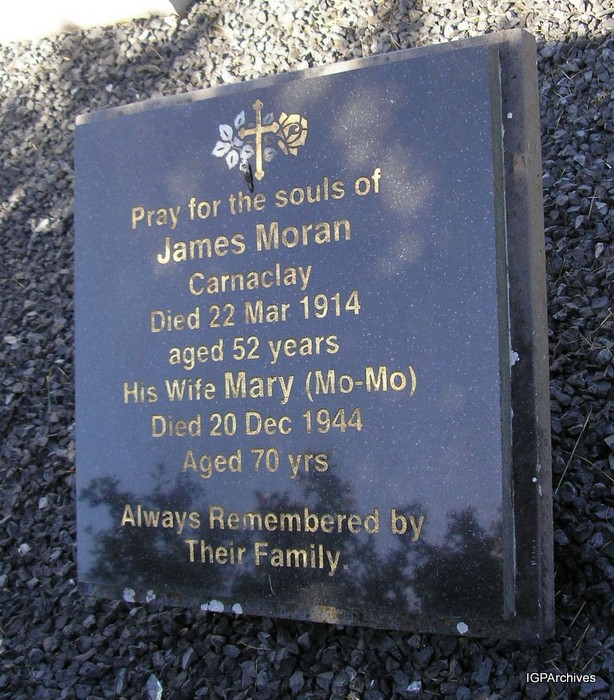 Pray for the souls of
James Moran
Carnaclay
Died 22 Mar 1914
aged 52 years
His Wife Mary (Mo-Mo)
Died 20 Dec 1944
Aged 70 yrs
Always Remembered by
Their Family.
IGPArchives